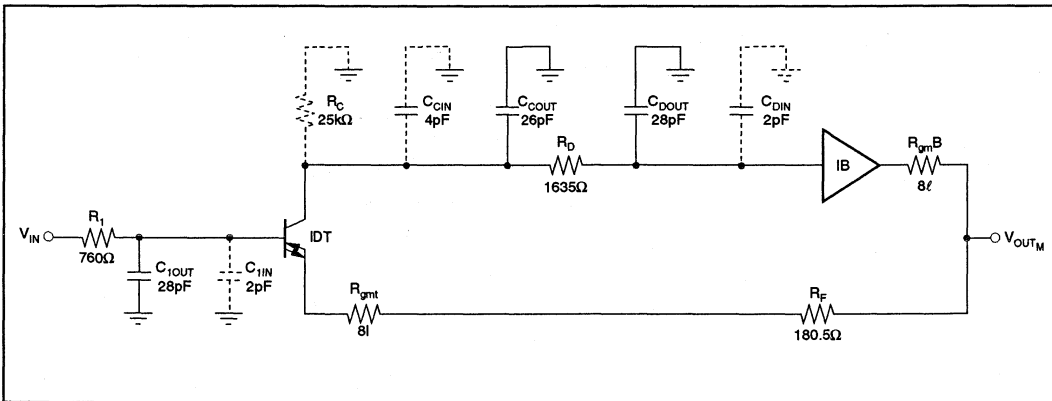 R_C
25kΩ
C_CIN
4pF
C_COUT
26pF
C_DOUT
28pF
C_DIN
2pF
R_D
1635Ω
IB
R_gmB
8ℓ
V_IN
R_1
760Ω
IDT
V_OUT_M
C_1OUT
28pF
C_1IN
2pF
R_gmt
8l
R_F
180.5Ω